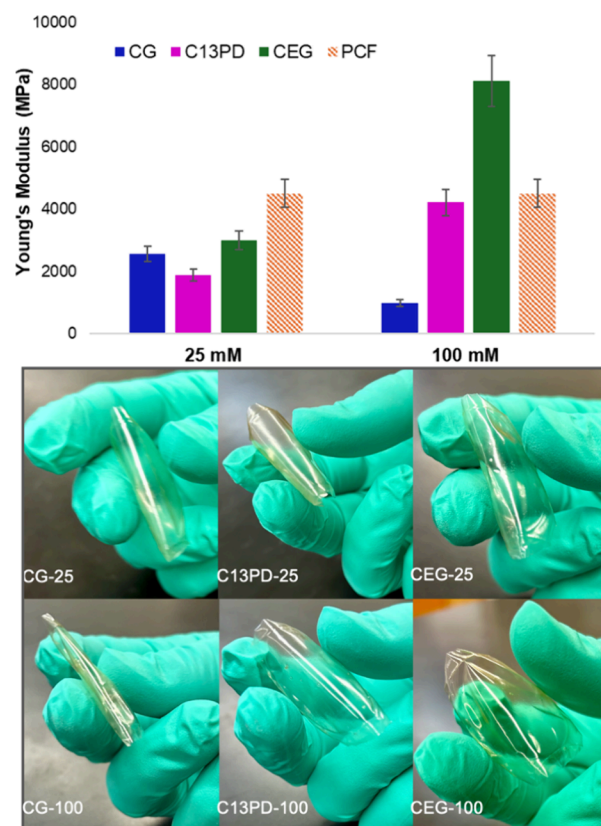 10000
CG C13PD CEG PCF
8000
6000
4000
2000
0
Young's Modulus (MPa)
25 mM 100 mM
CG-25 C13PD-25 CEG-25
CG-100 C13PD-100 CEG-100